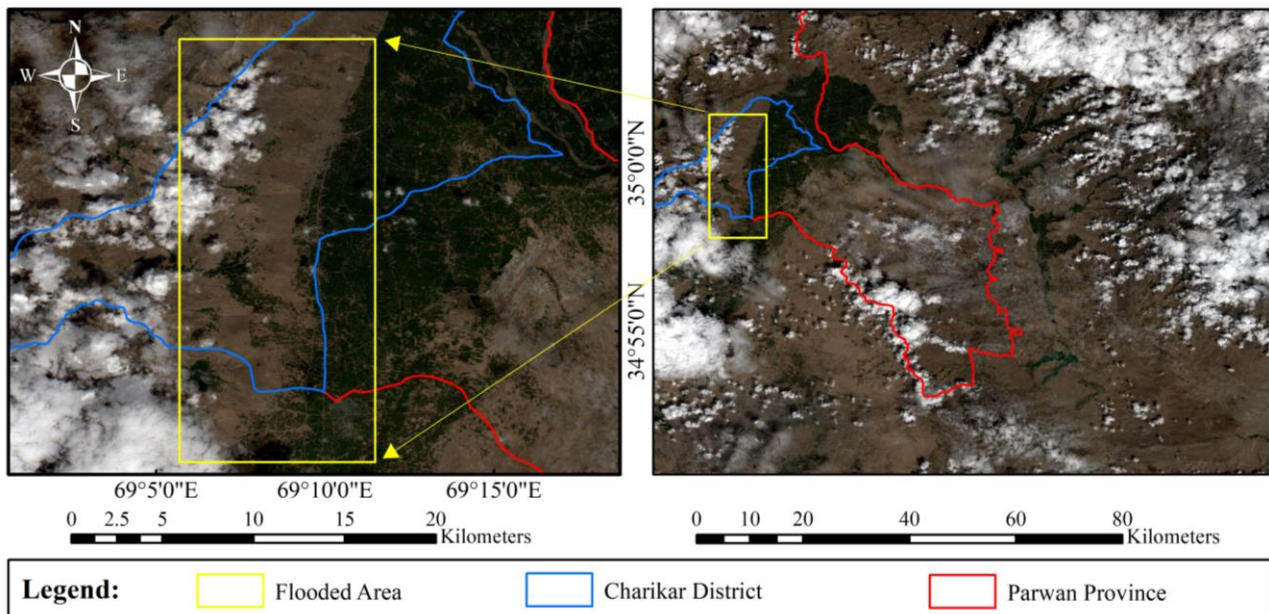 N
W E
S
35°0'0"N
34°55'0"N
69°5'0"E 69°10'0"E 69°15'0"E
0 2.5 5 10 15 20
Kilometers
0 5 10 20 40 60 80
Kilometers
Legend: Flooded Area Charikar District Parwan Province